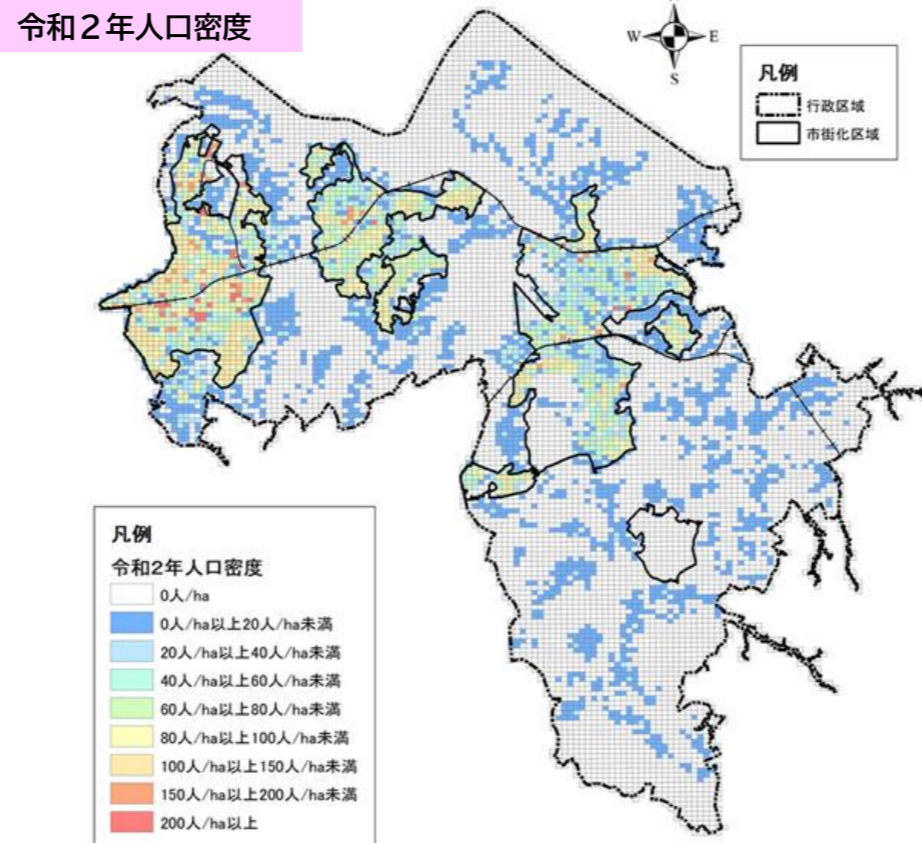 令和２年人口密度
N
W E
S
凡例
行政区域
市街化区域
凡例
令和2年人口密度
0人/ha
0人/ha以上20人/ha未満
20人/ha以上40人/ha未満
40人/ha以上60人/ha未満
60人/ha以上80人/ha未満
80人/ha以上100人/ha未満
100人/ha以上150人/ha未満
150人/ha以上200人/ha未満
200人/ha以上